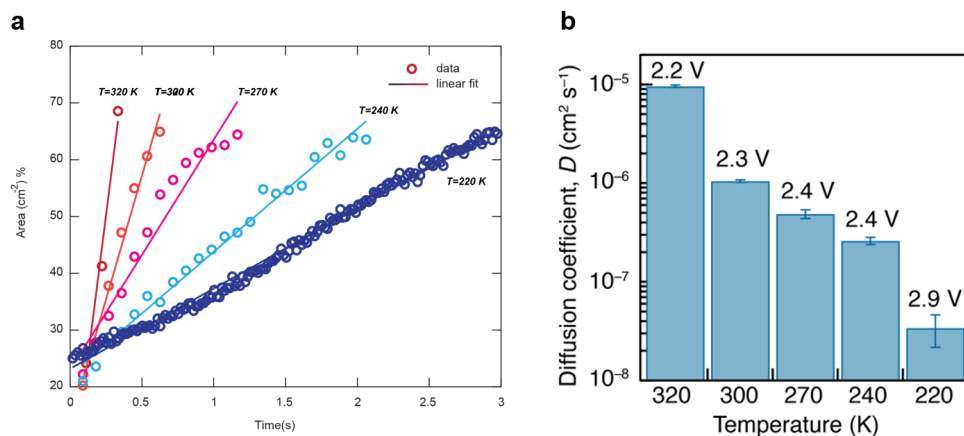 a
80
70
60
50
40
30
20
Area (cm²) %
0
0.5
1
1.5
2
2.5
3
Time(s)
data
linear fit
T=320 K
T=270 K
T=240 K
T=220 K
b
10⁻⁵
10⁻⁶
10⁻⁷
10⁻⁸
Diffusion coefficient, D (cm² s⁻¹)
2.2 V
2.3 V
2.4 V
2.4 V
2.9 V
320
300
270
240
220
Temperature (K)